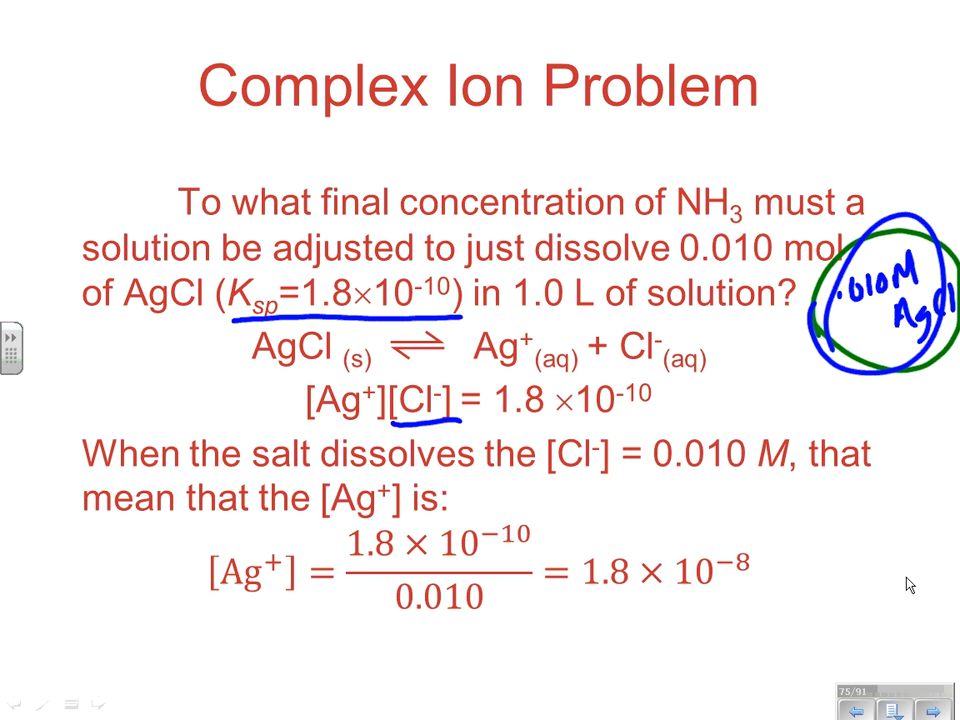 Complex Ion Problem
To what final concentration of NH₃ must a
solution be adjusted to just dissolve 0.010 mol
of AgCl (Kₛₚ=1.8×10⁻¹⁰) in 1.0 L of solution?
.010M
AgCl
AgCl (s) ⇌ Ag⁺(aq) + Cl⁻(aq)
[Ag⁺][Cl⁻] = 1.8 ×10⁻¹⁰
When the salt dissolves the [Cl⁻] = 0.010 M, that
mean that the [Ag⁺] is:
[Ag⁺] = 1.8 × 10⁻¹⁰ / 0.010 = 1.8 × 10⁻⁸
75/91